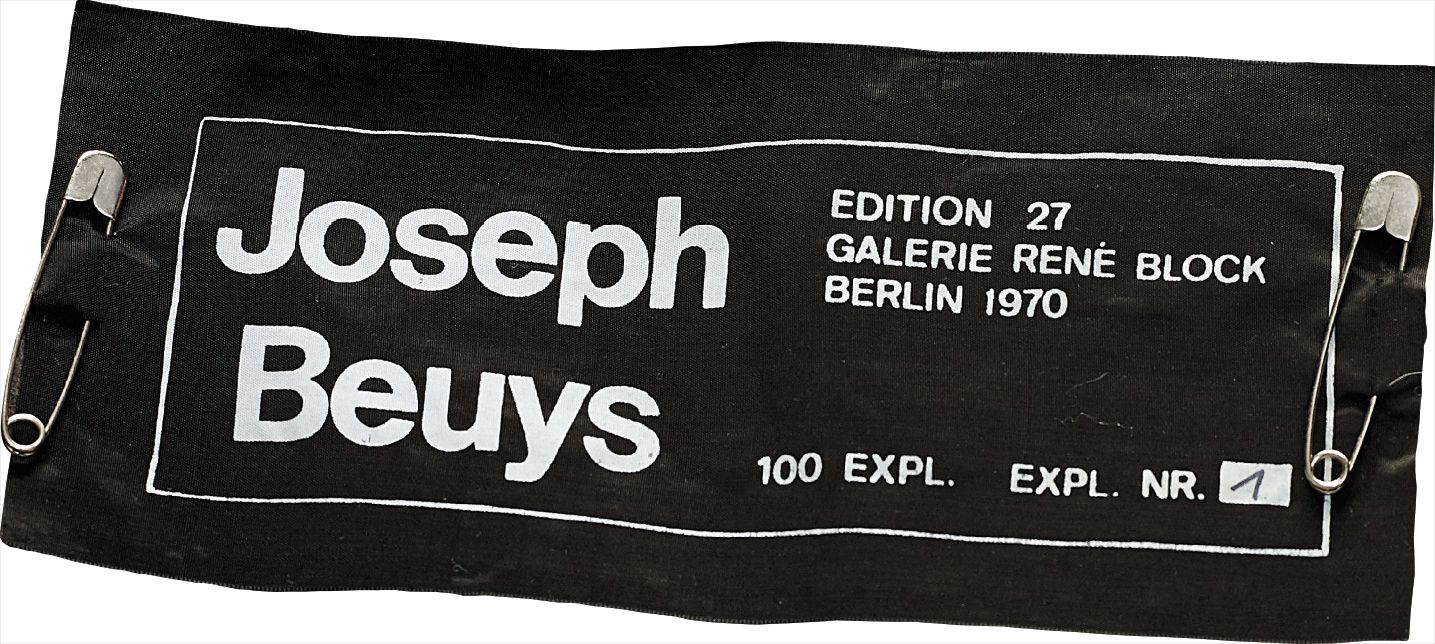 Joseph
Beuys
EDITION 27
GALERIE RENÉ BLOCK
BERLIN 1970
100 EXPL. EXPL. NR. 1